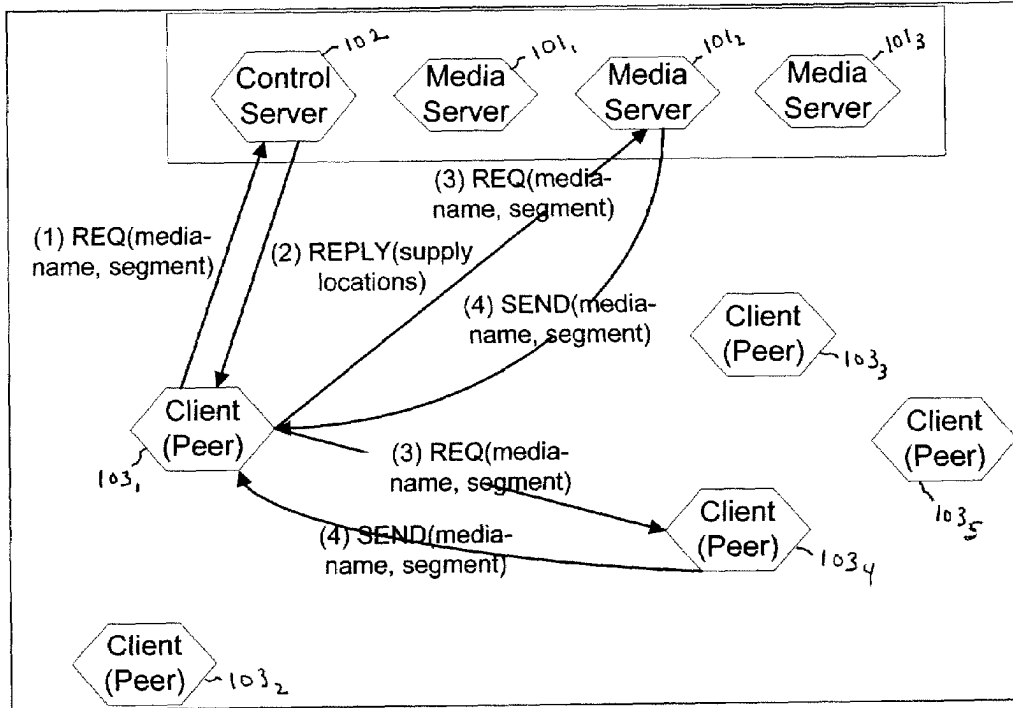 102
101₁
101₂
101₃
Control
Server
Media
Server
Media
Server
Media
Server
(3) REQ(media-
name, segment)
(1) REQ(media-
name, segment)
(2) REPLY(supply
locations)
(4) SEND(media-
name, segment)
Client
(Peer)
103₃
Client
(Peer)
103₁
Client
(Peer)
103₅
(3) REQ(media-
name, segment)
Client
(Peer)
103₄
(4) SEND(media-
name, segment)
Client
(Peer)
103₂